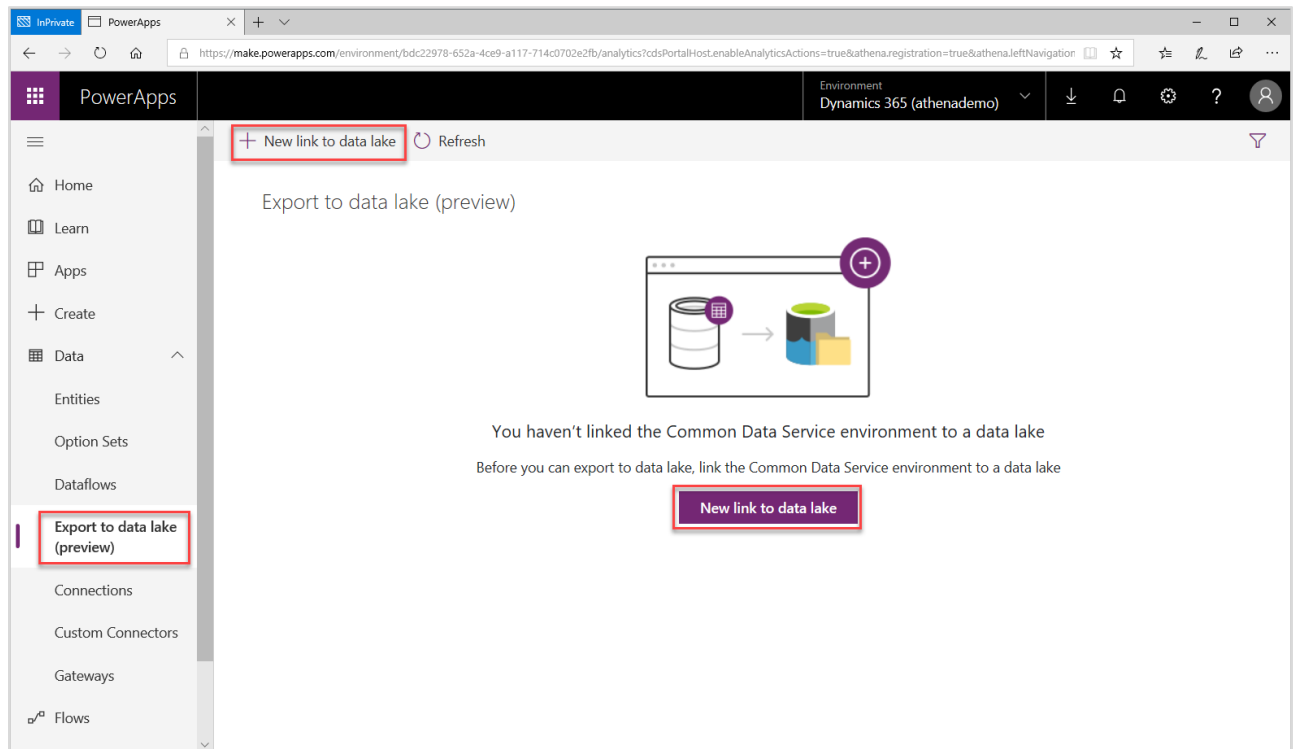 InPrivate
PowerApps
https://make.powerapps.com/environment/bdc22978-652a-4ce9-a117-714c0702e2fb/analytics?cdsPortalHost.enableAnalyticsActions=true&athena.registration=true&athena.leftNavigation
PowerApps
Environment
Dynamics 365 (athenademo)
New link to data lake
Refresh
Home
Learn
Apps
Create
Data
Entities
Option Sets
Dataflows
Export to data lake
(preview)
Connections
Custom Connectors
Gateways
Flows
Export to data lake (preview)
You haven't linked the Common Data Service environment to a data lake
Before you can export to data lake, link the Common Data Service environment to a data lake
New link to data lake